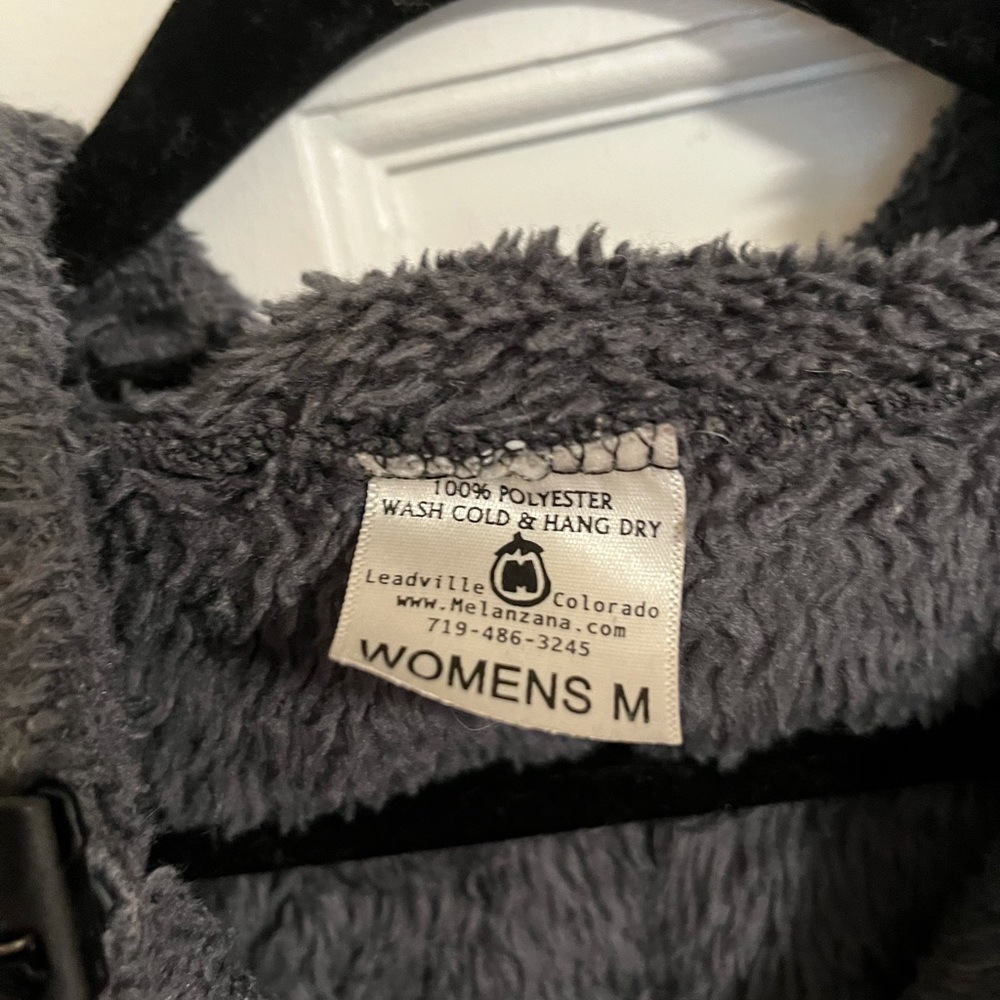 100% POLYESTER
WASH COLD & HANG DRY
M
Leadville Colorado
www.Melanzana.com
719-486-3245
WOMENS M